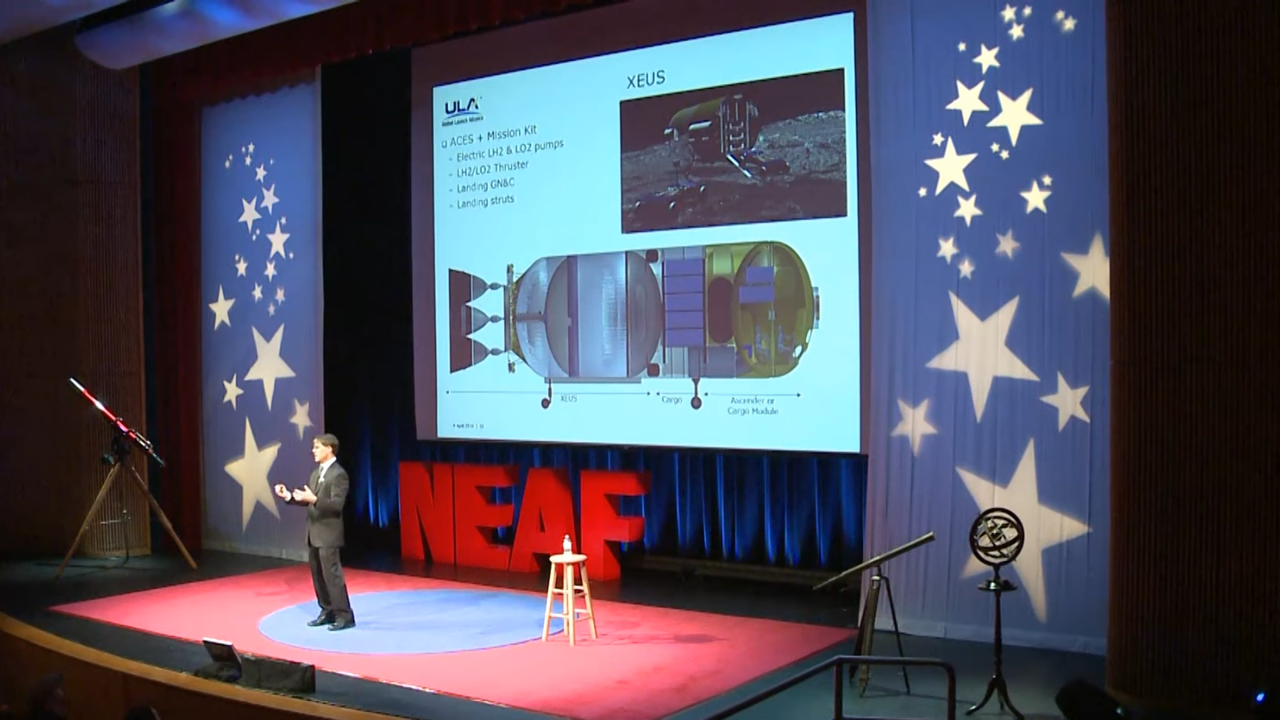 XEUS
ULA
United Launch Alliance
❑ ACES + Mission Kit
- Electric LH2 & LO2 pumps
- LH2/LO2 Thruster
- Landing GN&C
- Landing struts
XEUS
Cargo
Ascender or
Cargo Module
NEAF